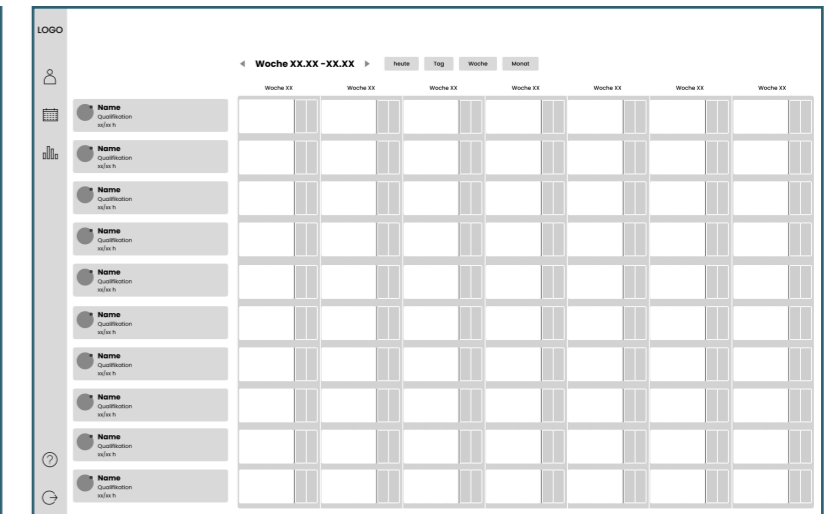 LOGO
Woche XX.XX -XX.XX heute Tag Woche Monat
Woche XX Woche XX Woche XX Woche XX Woche XX Woche XX Woche XX
Name
Qualifikation
xx/xx h
Name
Qualifikation
xx/xx h
Name
Qualifikation
xx/xx h
Name
Qualifikation
xx/xx h
Name
Qualifikation
xx/xx h
Name
Qualifikation
xx/xx h
Name
Qualifikation
xx/xx h
Name
Qualifikation
xx/xx h
Name
Qualifikation
xx/xx h
Name
Qualifikation
xx/xx h